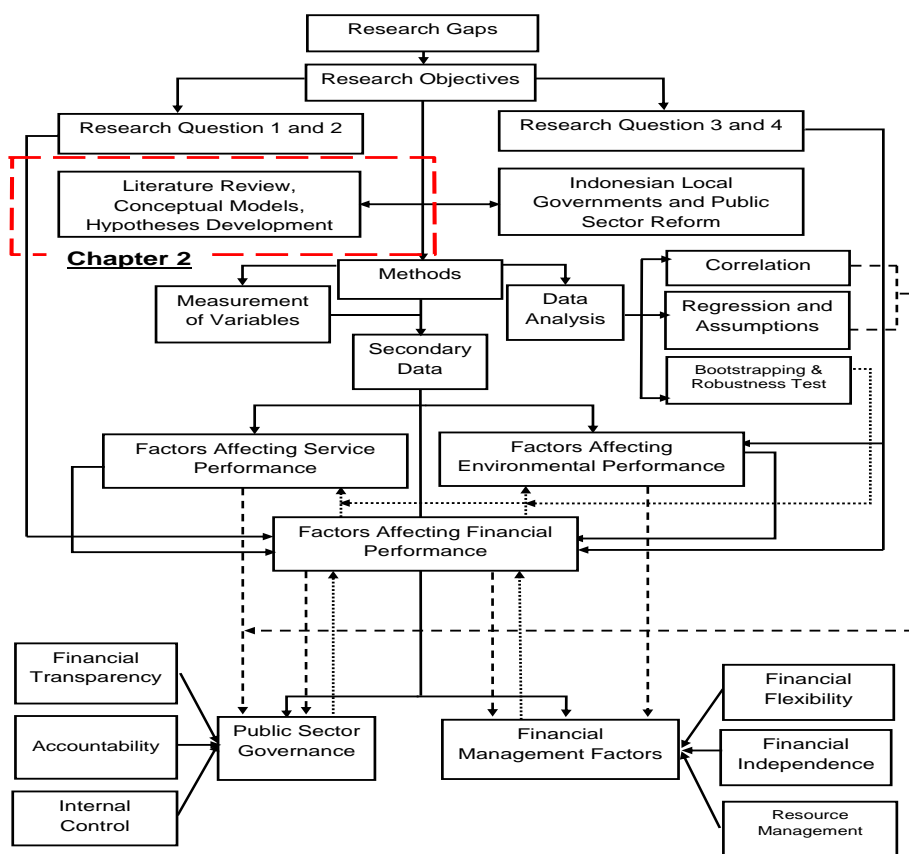 Research Gaps
Research Objectives
Research Question 1 and 2
Research Question 3 and 4
Literature Review,
Conceptual Models,
Hypotheses Development
Indonesian Local
Governments and Public
Sector Reform
Chapter 2
Methods
Correlation
Measurement
of Variables
Data
Analysis
Regression and
Assumptions
Secondary
Data
Bootstrapping &
Robustness Test
Factors Affecting Service
Performance
Factors Affecting
Environmental Performance
Factors Affecting Financial
Performance
Financial
Transparency
Accountability
Internal
Control
Public Sector
Governance
Financial
Management Factors
Financial
Flexibility
Financial
Independence
Resource
Management